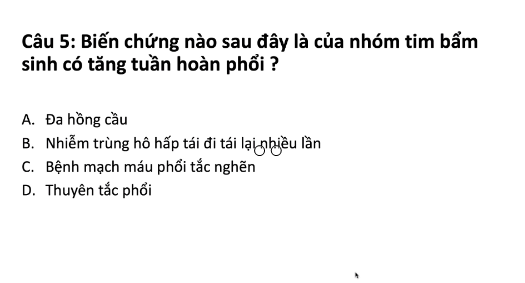 Câu 5: Biến chứng nào sau đây là của nhóm tim bẩm
sinh có tăng tuần hoàn phổi ?
A. Đa hồng cầu
B. Nhiễm trùng hô hấp tái đi tái lại nhiều lần
C. Bệnh mạch máu phổi tắc nghẽn
D. Thuyên tắc phổi